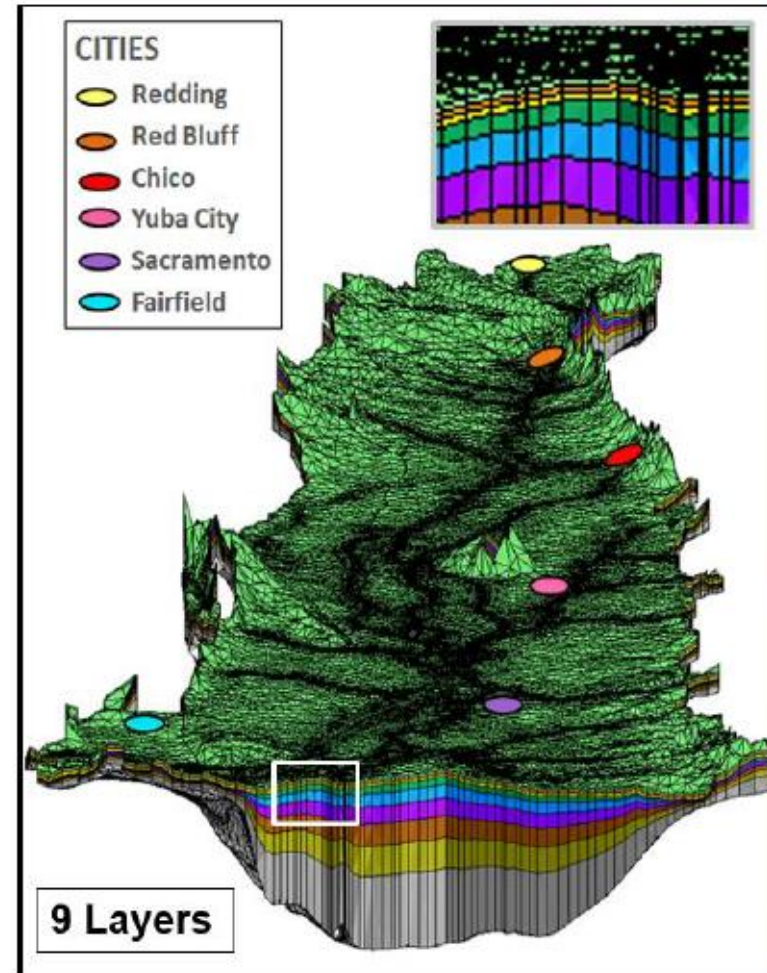 CITIES
Redding
Red Bluff
Chico
Yuba City
Sacramento
Fairfield
9 Layers